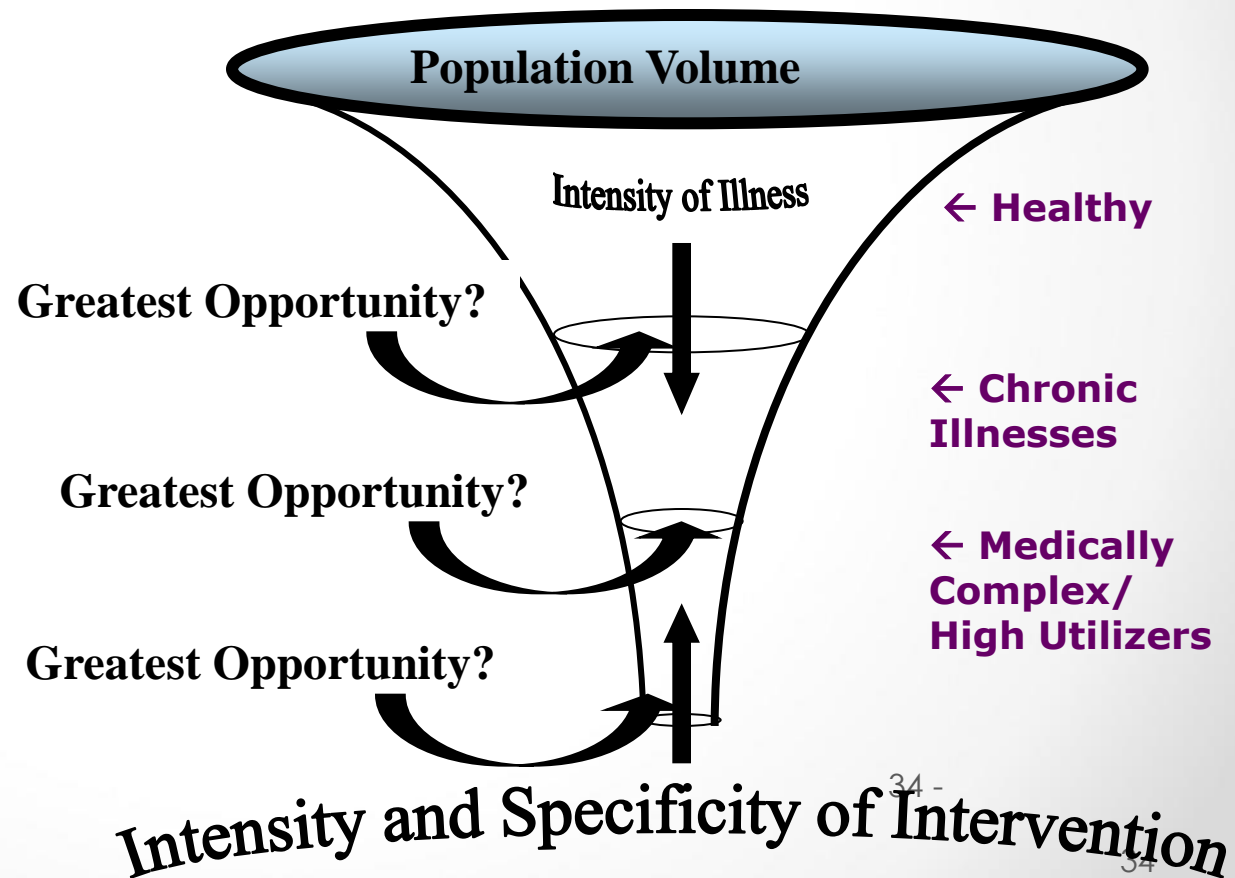 Population Volume
Intensity of Illness
← Healthy
Greatest Opportunity?
← Chronic
Illnesses
Greatest Opportunity?
← Medically
Complex/
High Utilizers
Greatest Opportunity?
34 -
Intensity and Specificity of Intervention
34